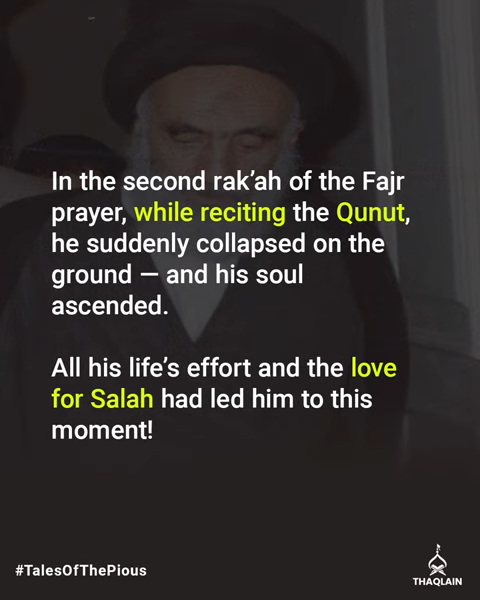 In the second rak’ah of the Fajr
prayer, while reciting the Qunut,
he suddenly collapsed on the
ground — and his soul
ascended.
All his life’s effort and the love
for Salah had led him to this
moment!
#TalesOfThePious
THAQLAIN